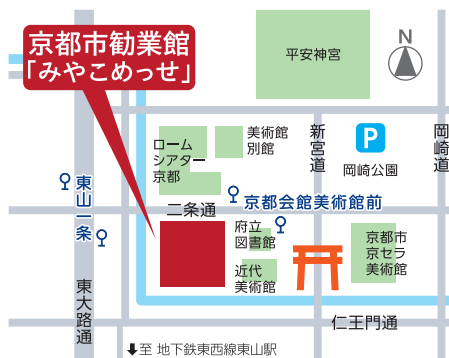 京都市勧業館
「みやこめっせ」
平安神宮
N
ローム
シアター
京都
美術館
別館
新宮道
P
岡崎公園
岡崎道
東山二条
京都会館美術館前
二条通
府立
図書館
近代
美術館
京都市
京セラ
美術館
東大路通
仁王門通
⬇至 地下鉄東西線東山駅